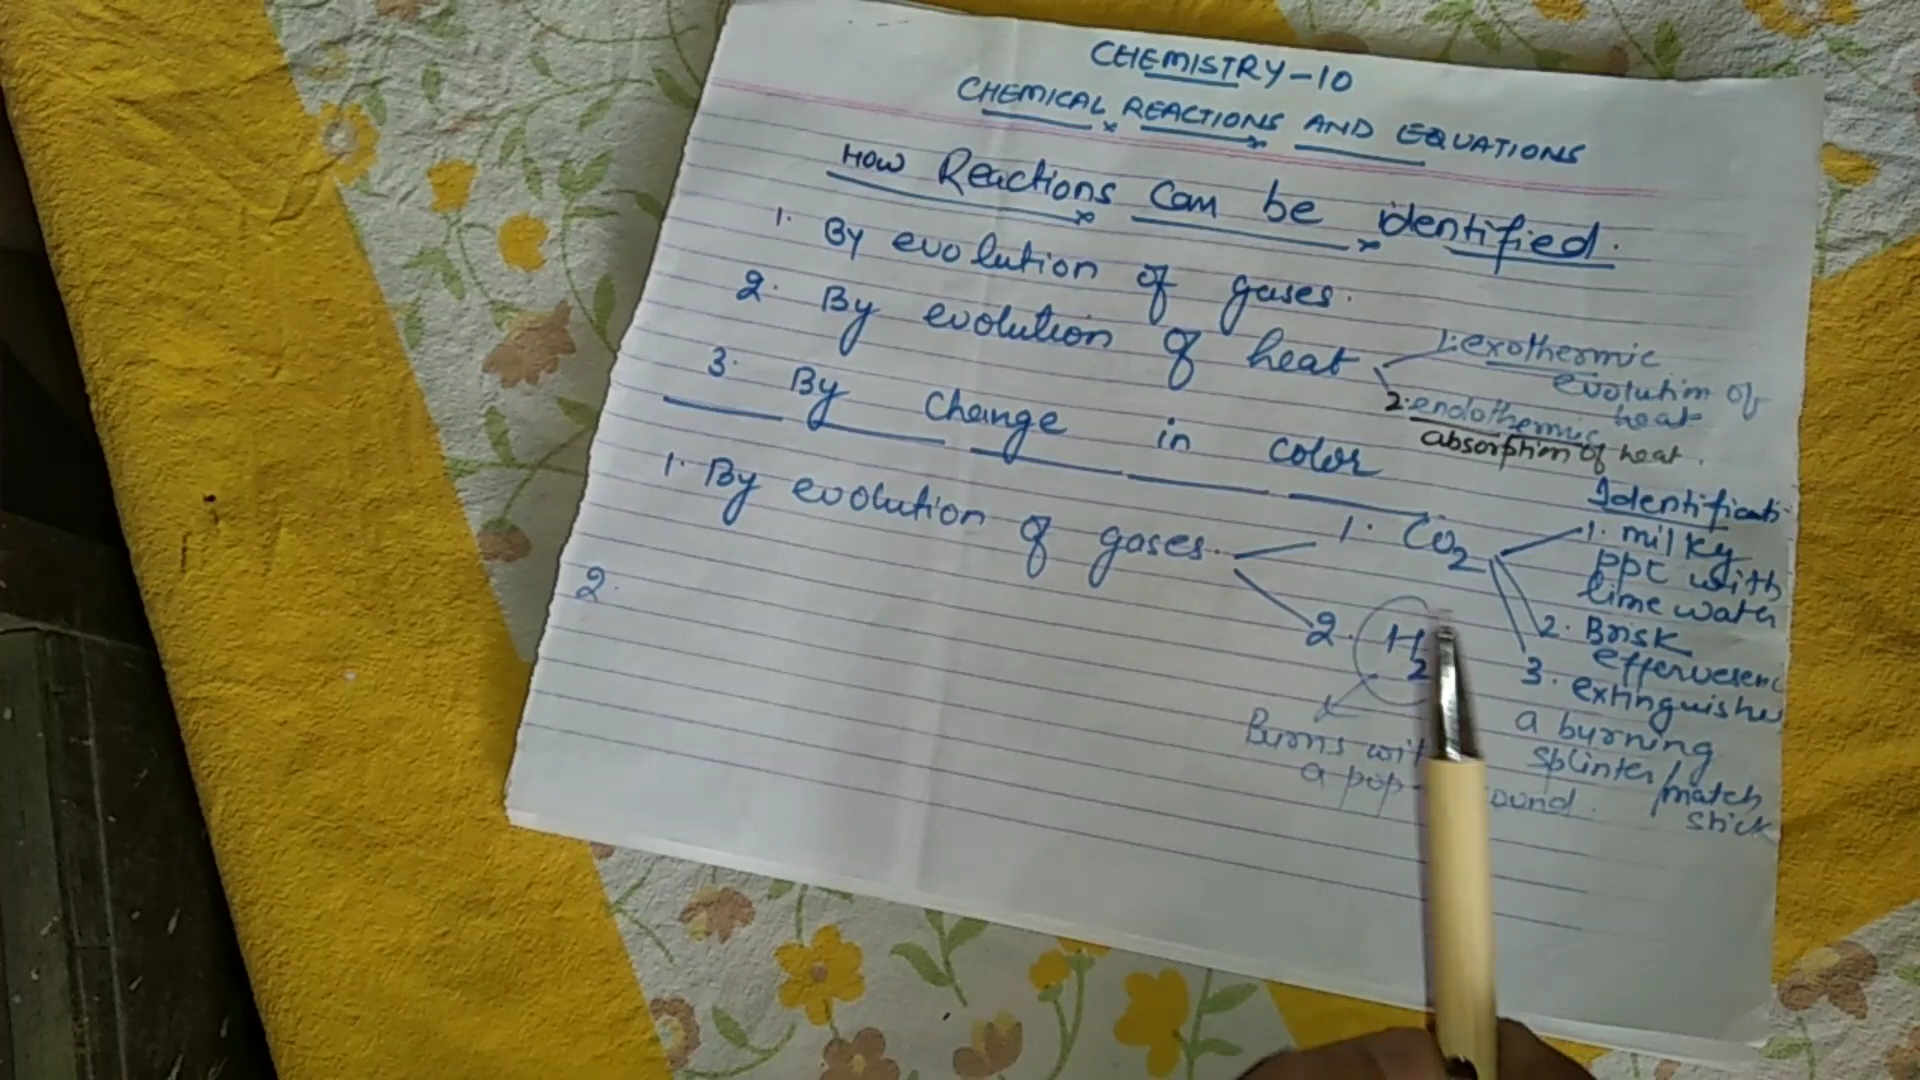 CHEMISTRY-10
CHEMICAL REACTIONS AND EQUATIONS
HOW Reactions Can be identified.
1. By evolution of gases.
2. By evolution of heat
1. exothermic
evolution of
heat
2. endothermic
absorption of heat.
3. By Change in color
1. By evolution of gases.
1. CO2
Identificati
1. milky
ppt with
lime water
2. Brisk
effervesenc
3. extinguishes
a burning
splinter/match
stick
2. H2
Burns wit
a pop ound.
2.